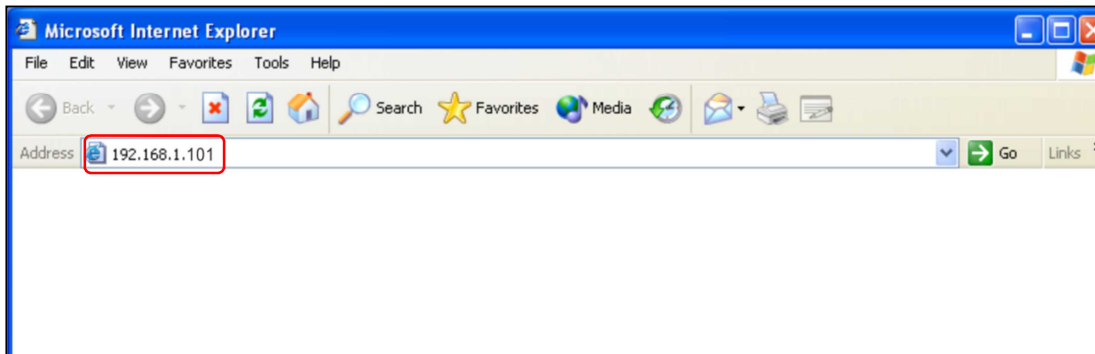 Microsoft Internet Explorer
File Edit View Favorites Tools Help
Back Search Favorites Media
Address 192.168.1.101 Go Links